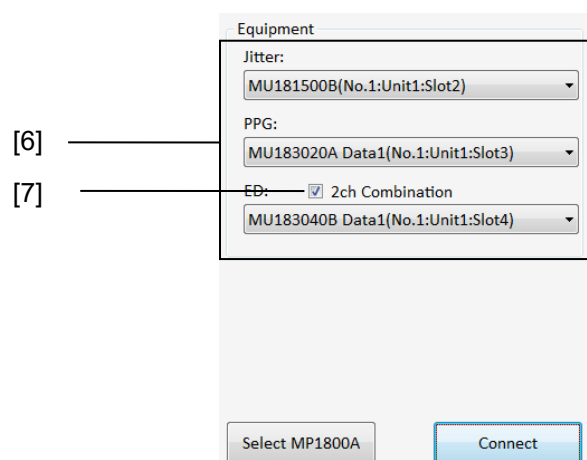 Equipment
Jitter:
MU181500B(No.1:Unit1:Slot2)
PPG:
[6]
MU183020A Data1(No.1:Unit1:Slot3)
[7]
ED: 2ch Combination
MU183040B Data1(No.1:Unit1:Slot4)
Select MP1800A Connect